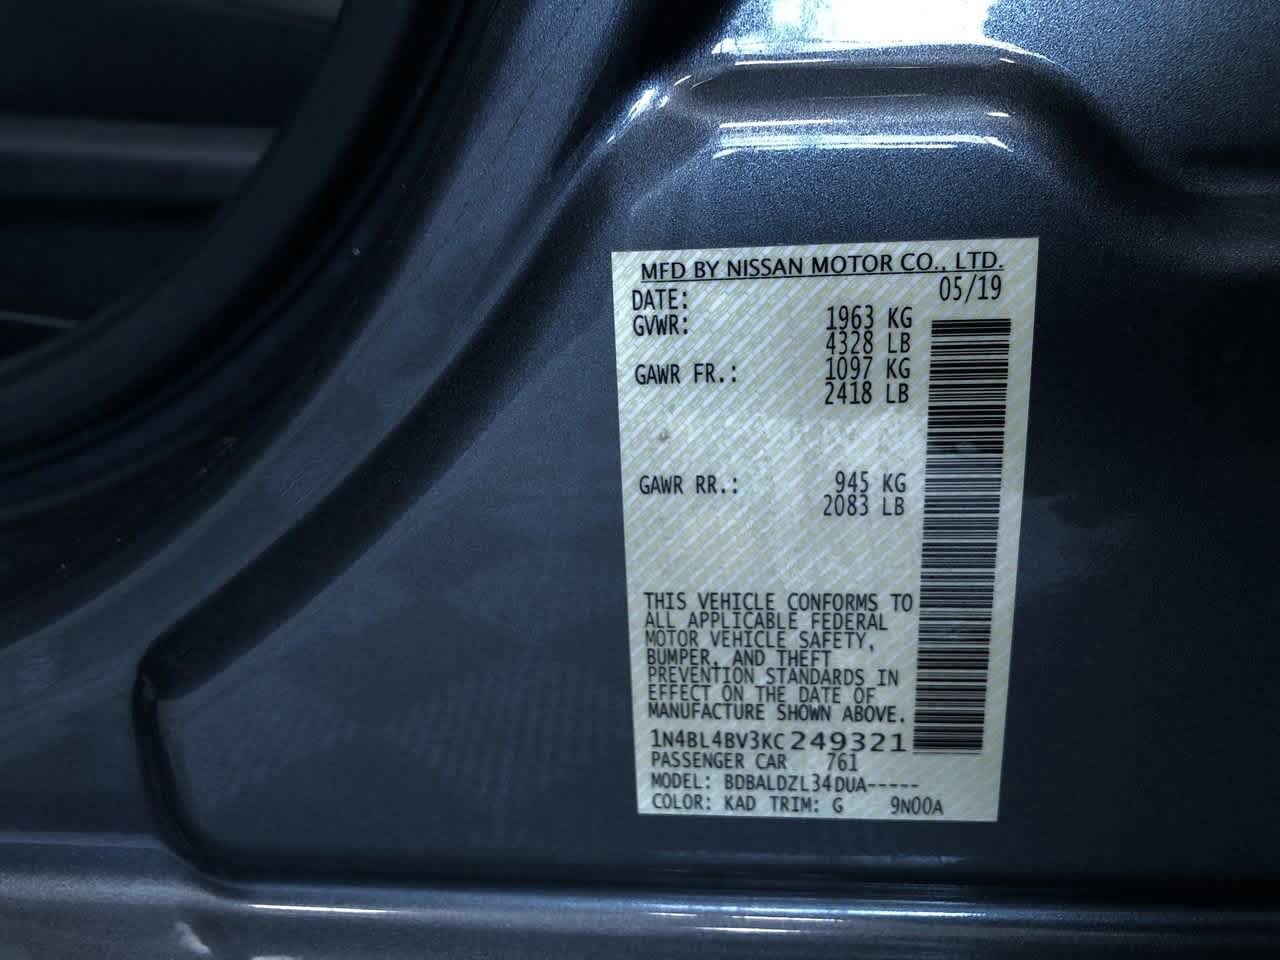 MFD BY NISSAN MOTOR CO., LTD.
DATE: 05/19
GVWR: 1963 KG
4328 LB
GAWR FR.: 1097 KG
2418 LB
GAWR RR.: 945 KG
2083 LB
THIS VEHICLE CONFORMS TO
ALL APPLICABLE FEDERAL
MOTOR VEHICLE SAFETY,
BUMPER, AND THEFT
PREVENTION STANDARDS IN
EFFECT ON THE DATE OF
MANUFACTURE SHOWN ABOVE.
1N4BL4BV3KC249321
PASSENGER CAR 761
MODEL: BDBALDZL34DUA-----
COLOR: KAD TRIM: G 9N00A